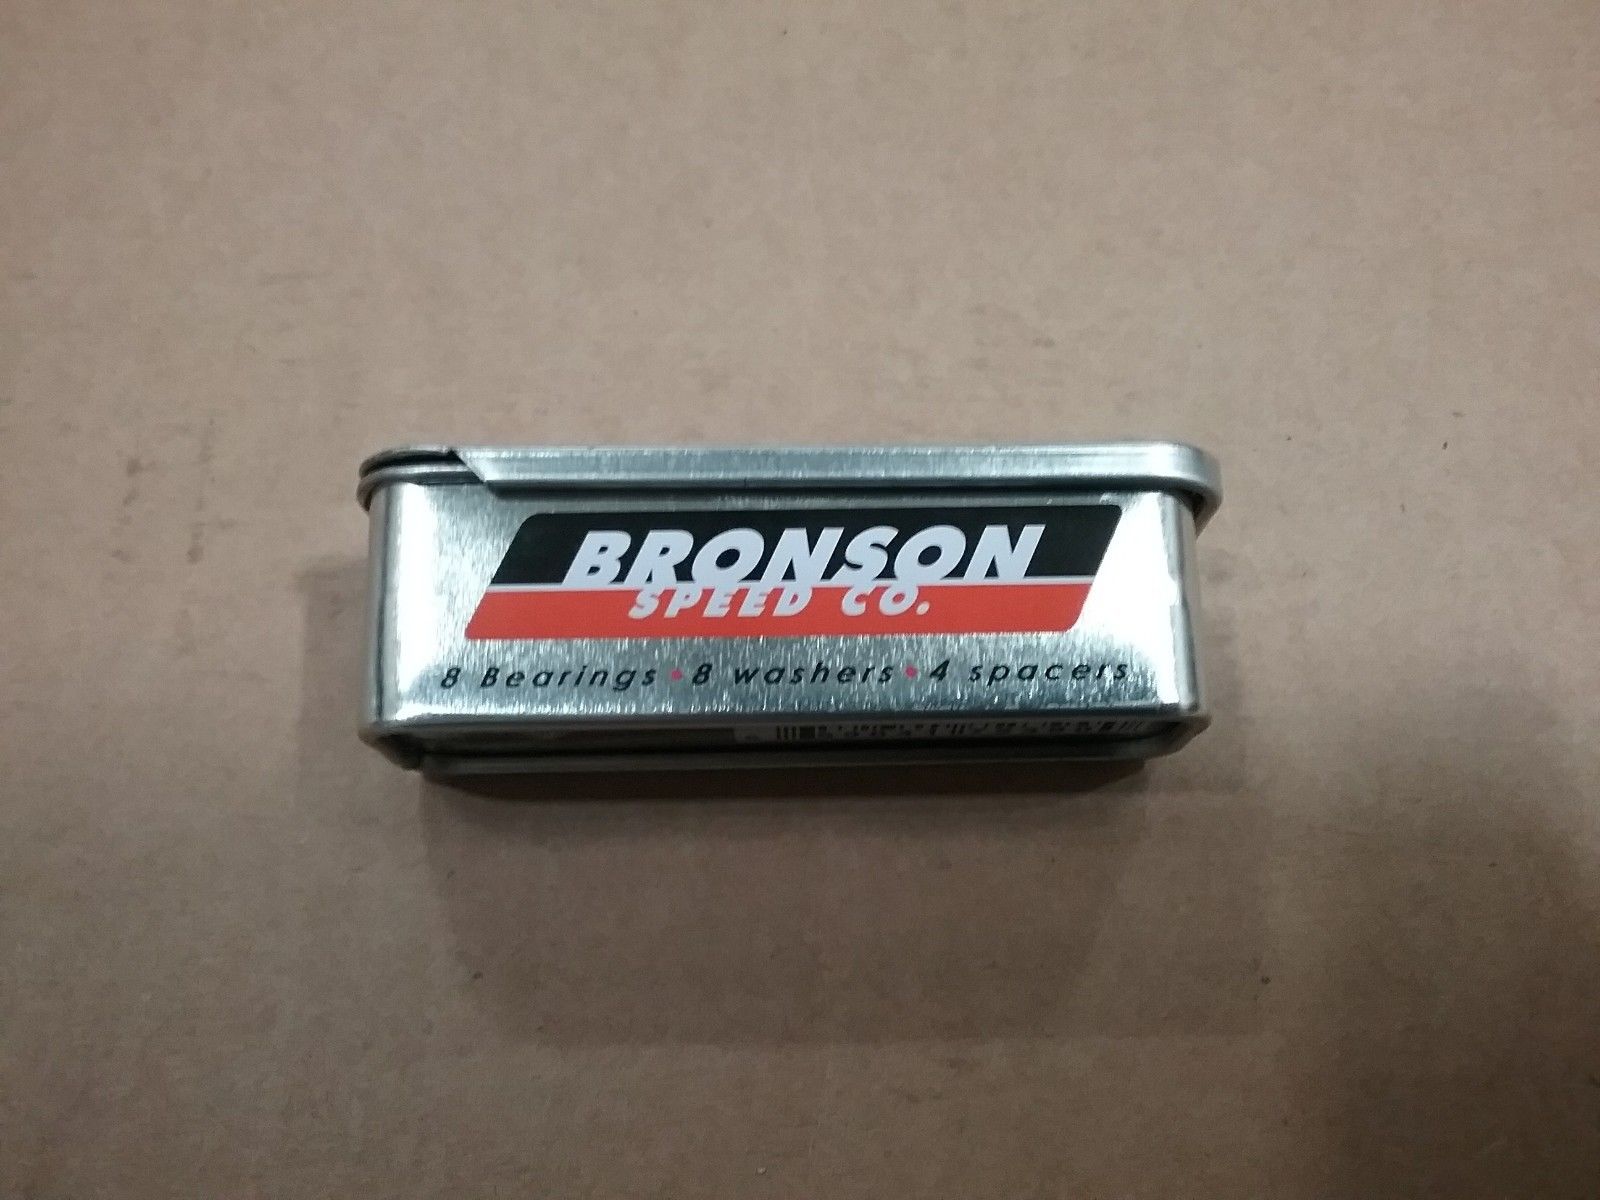 BRONSON
SPEED CO.
8 Bearings • 8 washers • 4 spacers